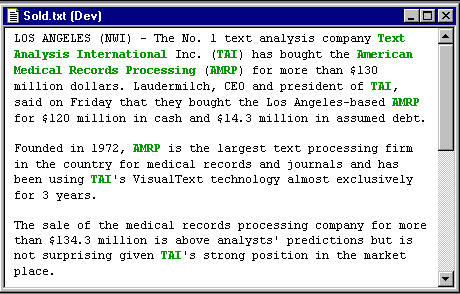 Sold.txt (Dev)
LOS ANGELES (NWI) - The No. 1 text analysis company Text
Analysis International Inc. (TAI) has bought the American
Medical Records Processing (AMRP) for more than $130
million dollars. Laudermilch, CEO and president of TAI,
said on Friday that they bought the Los Angeles-based AMRP
for $120 million in cash and $14.3 million in assumed debt.
Founded in 1972, AMRP is the largest text processing firm
in the country for medical records and journals and has
been using TAI's VisualText technology almost exclusively
for 3 years.
The sale of the medical records processing company for more
than $134.3 million is above analysts' predictions but is
not surprising given TAI's strong position in the market
place.